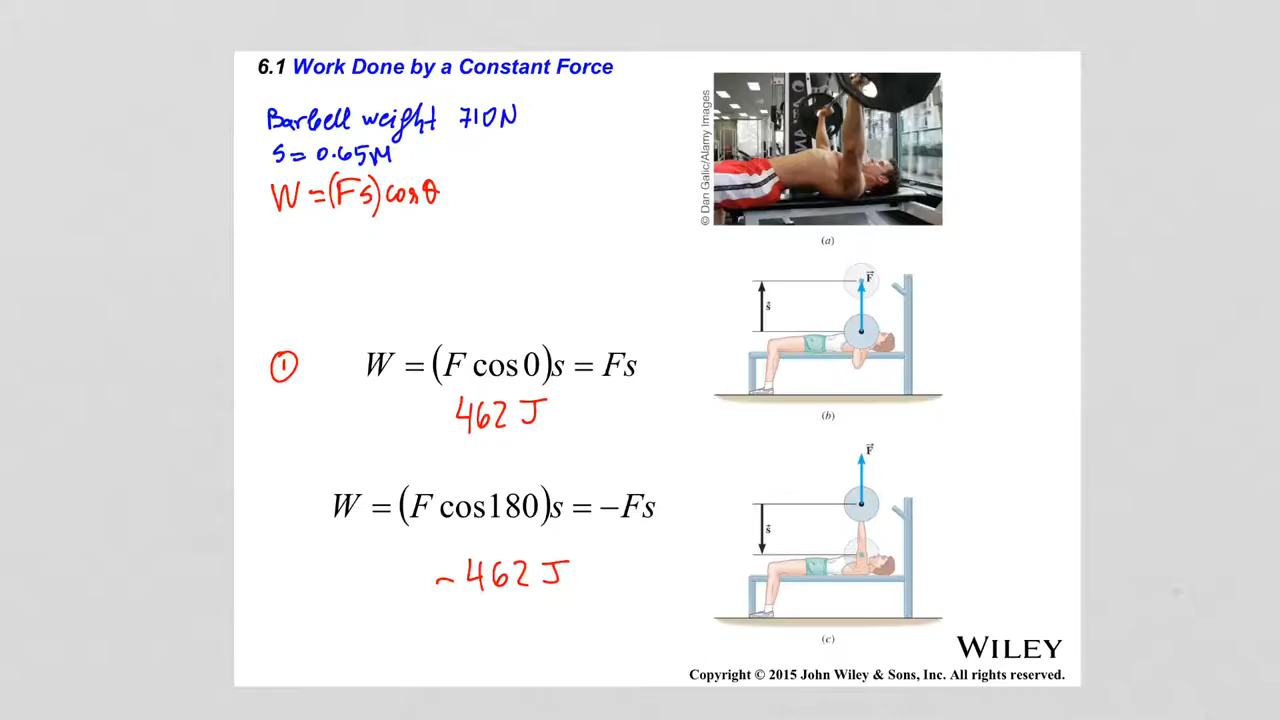 6.1 Work Done by a Constant Force
Barbell weight 710N
s = 0.65M
W = (Fs) cos θ
© Dan Galic/Alamy Images
(a)
F
s
(b)
① W = (F cos 0)s = Fs
462 J
F
s
(c)
W = (F cos180)s = −Fs
- 462 J
WILEY
Copyright © 2015 John Wiley & Sons, Inc. All rights reserved.